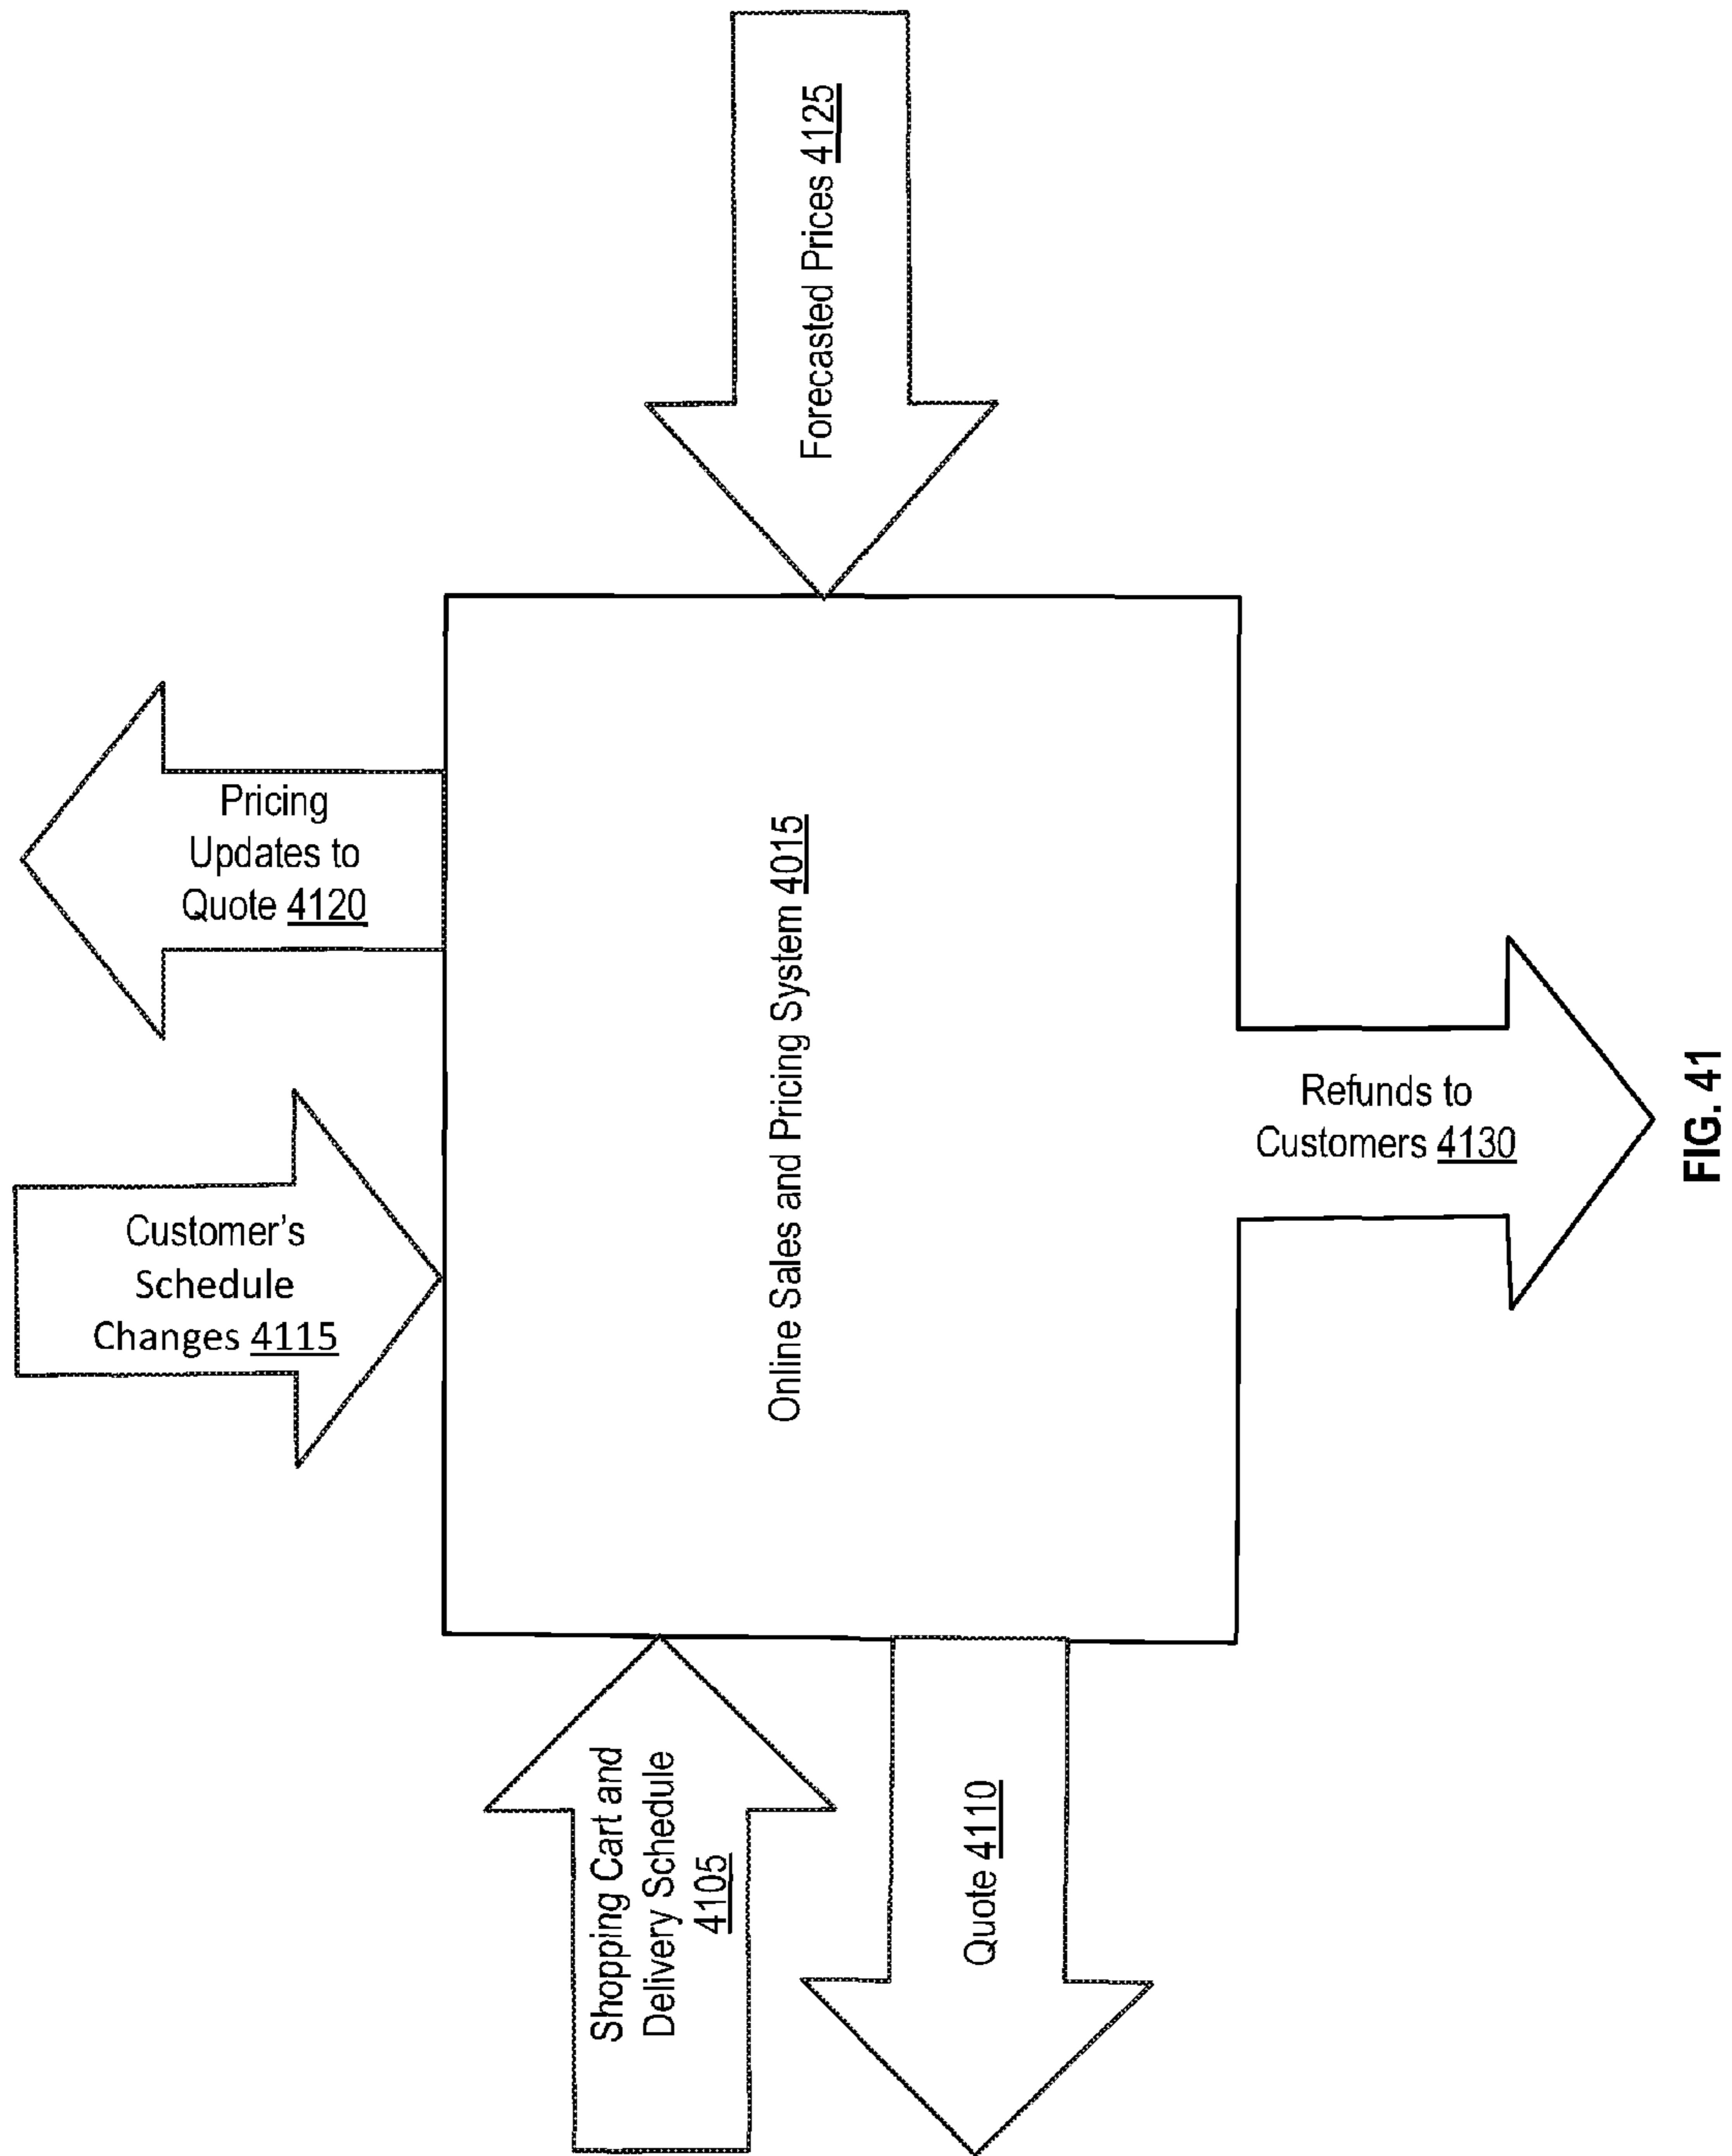 Customer's
Schedule
Changes 4115
Pricing
Updates to
Quote 4120
Shopping Cart and
Delivery Schedule
4105
Quote 4110
Online Sales and Pricing System 4015
Forecasted Prices 4125
Refunds to
Customers 4130
FIG. 41